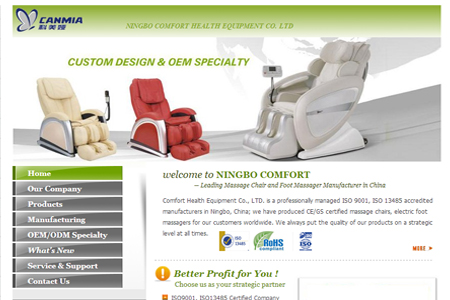 CANMIA
科美娅
NINGBO COMFORT HEALTH EQUIPMENT CO. LTD
CUSTOM DESIGN & OEM SPECIALTY
Home
Our Company
Products
Manufacturing
OEM/ODM Specialty
What's New
Service & Support
Contact Us
welcome to NINGBO COMFORT
– Leading Massage Chair and Foot Massager Manufacturer in China
Comfort Health Equipment Co., LTD. is a professionally managed ISO 9001, ISO 13485 accredited
manufacturers in Ningbo, China; we have produced CE/GS certified massage chairs, electric foot
massagers for our customers worldwide. We always put the quality of our products on a strategic
level at all times.
ISO 13485
RoHS
compliant
ISO
MORE
Better Profit for You !
Choose us as your strategic partner
ISO9001, ISO13485 Certified Company